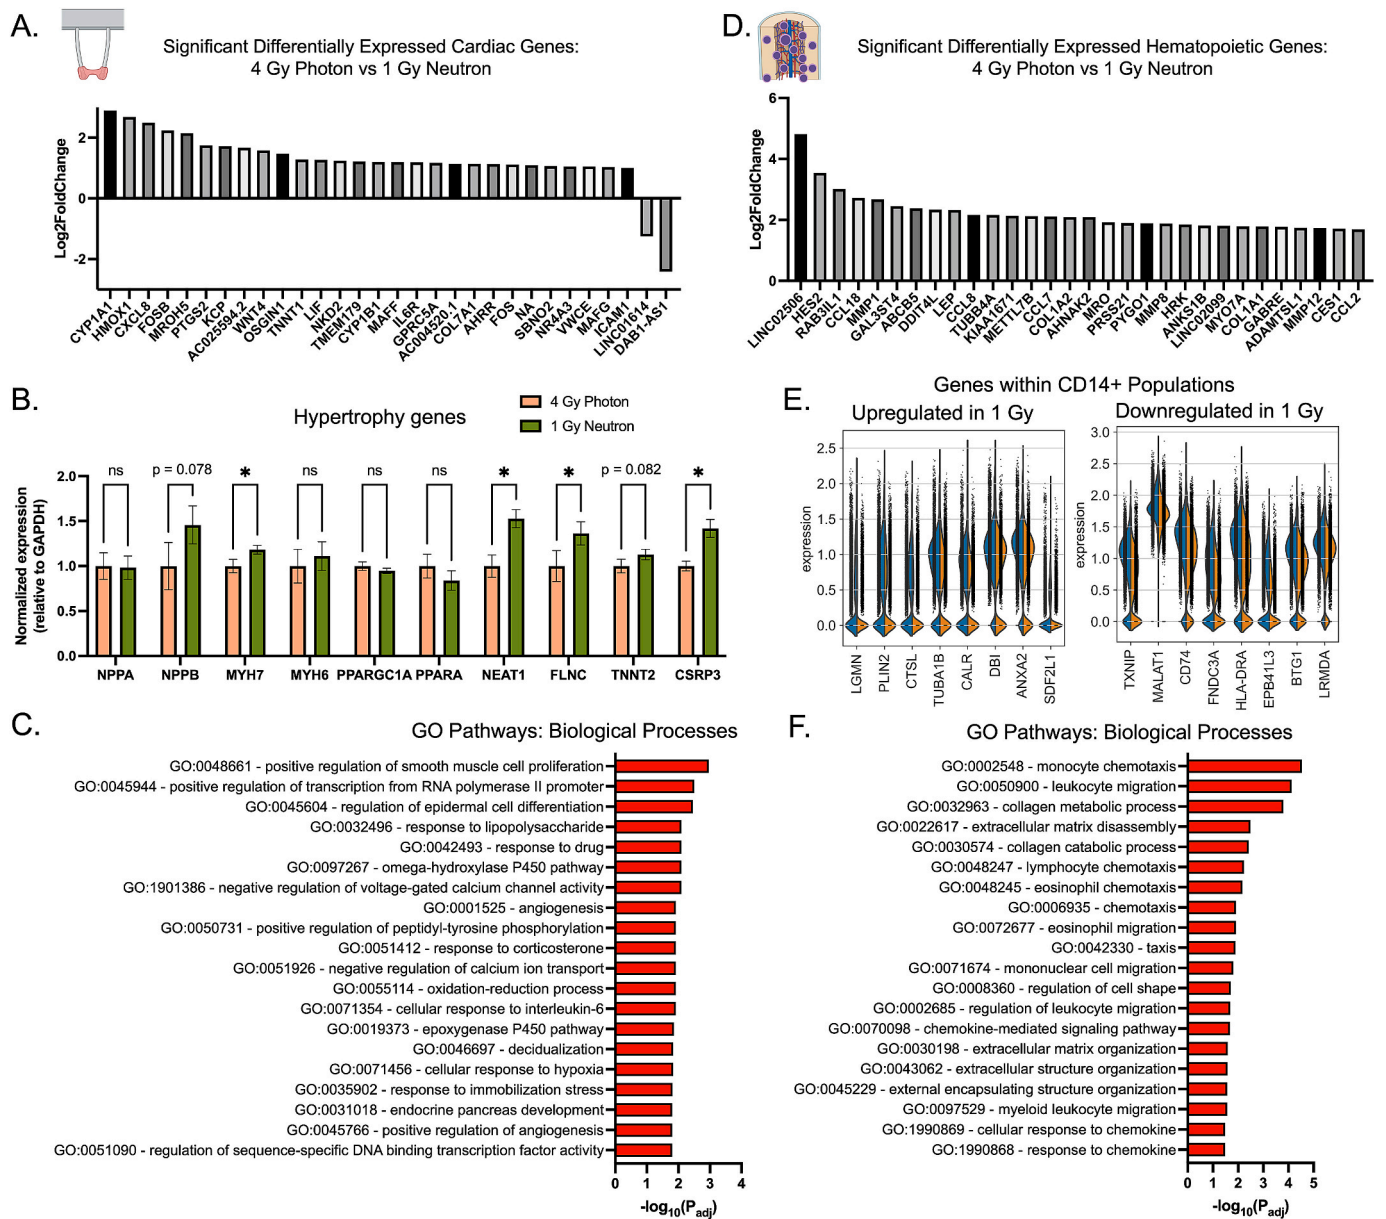 A.
Significant Differentially Expressed Cardiac Genes:
4 Gy Photon vs 1 Gy Neutron
Log2FoldChange
2
0
-2
CYP1A1
HMOX1
CXCL8
FOSB
MROH5
PTGS2
KCP
AC025594.2
WNT4
OSGIN1
TNNT1
LIF
NKD2
TMEM179
CYP1B1
MAFF
IL6R
GPRC5A
AC004520.1
COL7A1
AHRR
FOS
NA
SBNO2
NR4A3
VWCE
MAFG
ICAM1
LINC01614
DAB1-AS1
D.
Significant Differentially Expressed Hematopoietic Genes:
4 Gy Photon vs 1 Gy Neutron
Log2FoldChange
6
4
2
0
LINC02506
HES2
RAB3IL1
CCL18
MMP1
GAL3ST4
ABCB5
DDIT4L
LEP
CCL8
TUBB4A
KIAA1671
METTL7B
CCL7
COL1A2
AHNAK2
MRO
PRSS21
PYGO1
MMP8
HRK
ANKS1B
LINC02099
MYO7A
COL1A1
GABRE
ADAMTSL1
MMP12
CES1
CCL2
B.
Hypertrophy genes
4 Gy Photon
1 Gy Neutron
Normalized expression
(relative to GAPDH)
2.0
1.5
1.0
0.5
0.0
ns
p = 0.078
*
ns
ns
ns
*
*
p = 0.082
*
NPPA
NPPB
MYH7
MYH6
PPARGC1A
PPARA
NEAT1
FLNC
TNNT2
CSRP3
E.
Genes within CD14+ Populations
Upregulated in 1 Gy
expression
2.5
2.0
1.5
1.0
0.5
0.0
LGMN
PLIN2
CTSL
TUBA1B
CALR
DBI
ANXA2
SDF2L1
Downregulated in 1 Gy
expression
3.0
2.5
2.0
1.5
1.0
0.5
0.0
TXNIP
MALAT1
CD74
FNDC3A
HLA-DRA
EPB41L3
BTG1
LRMDA
C.
GO Pathways: Biological Processes
GO:0048661 - positive regulation of smooth muscle cell proliferation
GO:0045944 - positive regulation of transcription from RNA polymerase II promoter
GO:0045604 - regulation of epidermal cell differentiation
GO:0032496 - response to lipopolysaccharide
GO:0042493 - response to drug
GO:0097267 - omega-hydroxylase P450 pathway
GO:1901386 - negative regulation of voltage-gated calcium channel activity
GO:0001525 - angiogenesis
GO:0050731 - positive regulation of peptidyl-tyrosine phosphorylation
GO:0051412 - response to corticosterone
GO:0051926 - negative regulation of calcium ion transport
GO:0055114 - oxidation-reduction process
GO:0071354 - cellular response to interleukin-6
GO:0019373 - epoxygenase P450 pathway
GO:0046697 - decidualization
GO:0071456 - cellular response to hypoxia
GO:0035902 - response to immobilization stress
GO:0031018 - endocrine pancreas development
GO:0045766 - positive regulation of angiogenesis
GO:0051090 - regulation of sequence-specific DNA binding transcription factor activity
0 1 2 3 4
-log10(Padj)
F.
GO Pathways: Biological Processes
GO:0002548 - monocyte chemotaxis
GO:0050900 - leukocyte migration
GO:0032963 - collagen metabolic process
GO:0022617 - extracellular matrix disassembly
GO:0030574 - collagen catabolic process
GO:0048247 - lymphocyte chemotaxis
GO:0048245 - eosinophil chemotaxis
GO:0006935 - chemotaxis
GO:0072677 - eosinophil migration
GO:0042330 - taxis
GO:0071674 - mononuclear cell migration
GO:0008360 - regulation of cell shape
GO:0002685 - regulation of leukocyte migration
GO:0070098 - chemokine-mediated signaling pathway
GO:0030198 - extracellular matrix organization
GO:0043062 - extracellular structure organization
GO:0045229 - external encapsulating structure organization
GO:0097529 - myeloid leukocyte migration
GO:1990869 - cellular response to chemokine
GO:1990868 - response to chemokine
0 1 2 3 4 5
-log10(Padj)